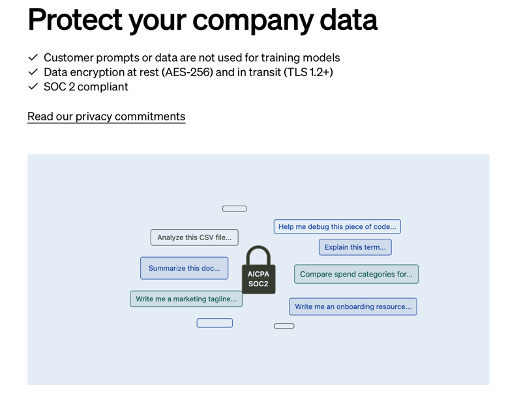 Protect your company data
✓ Customer prompts or data are not used for training models
✓ Data encryption at rest (AES-256) and in transit (TLS 1.2+)
✓ SOC 2 compliant
Read our privacy commitments
Help me debug this piece of code...
Analyze this CSV file...
Explain this term...
Summarize this doc...
AICPA
SOC2
Compare spend categories for...
Write me a marketing tagline...
Write me an onboarding resource...